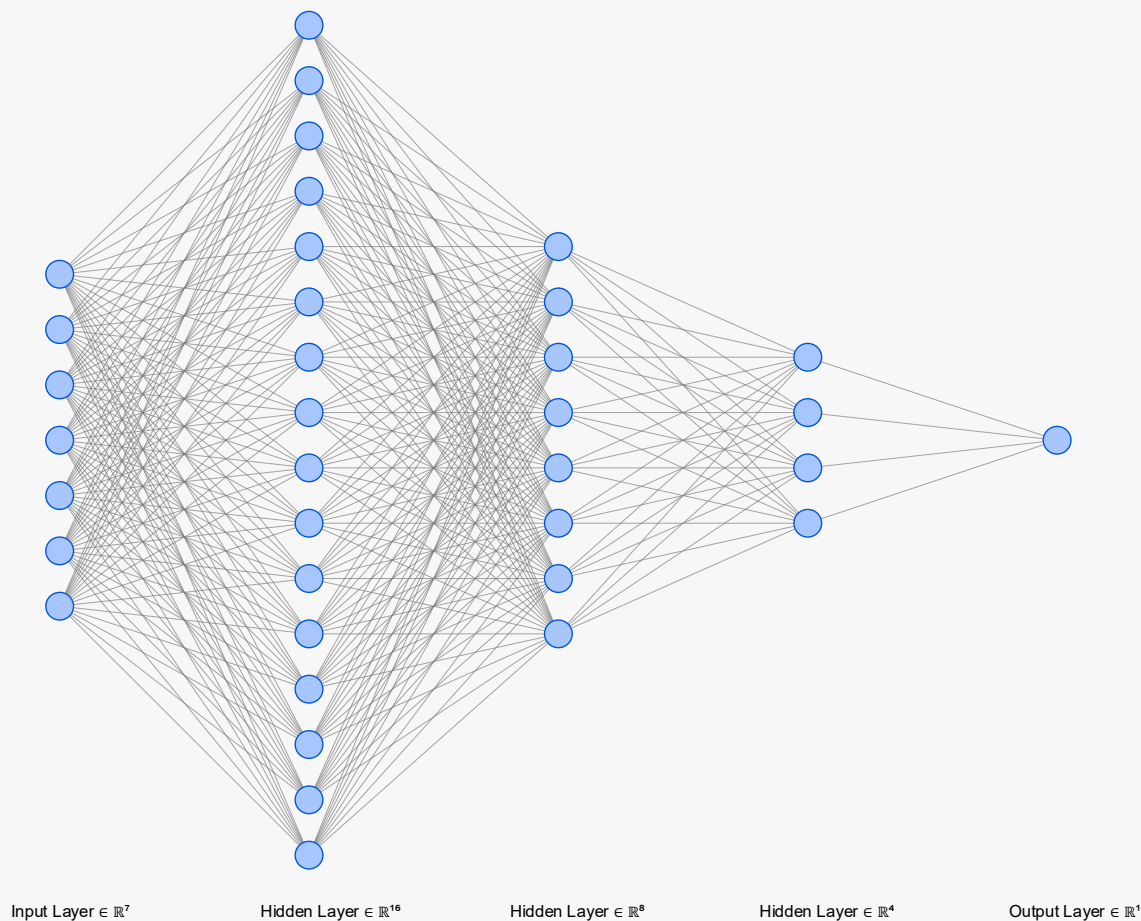 Input Layer ∈ ℝ⁷
Hidden Layer ∈ ℝ¹⁶
Hidden Layer ∈ ℝ⁸
Hidden Layer ∈ ℝ⁴
Output Layer ∈ ℝ¹